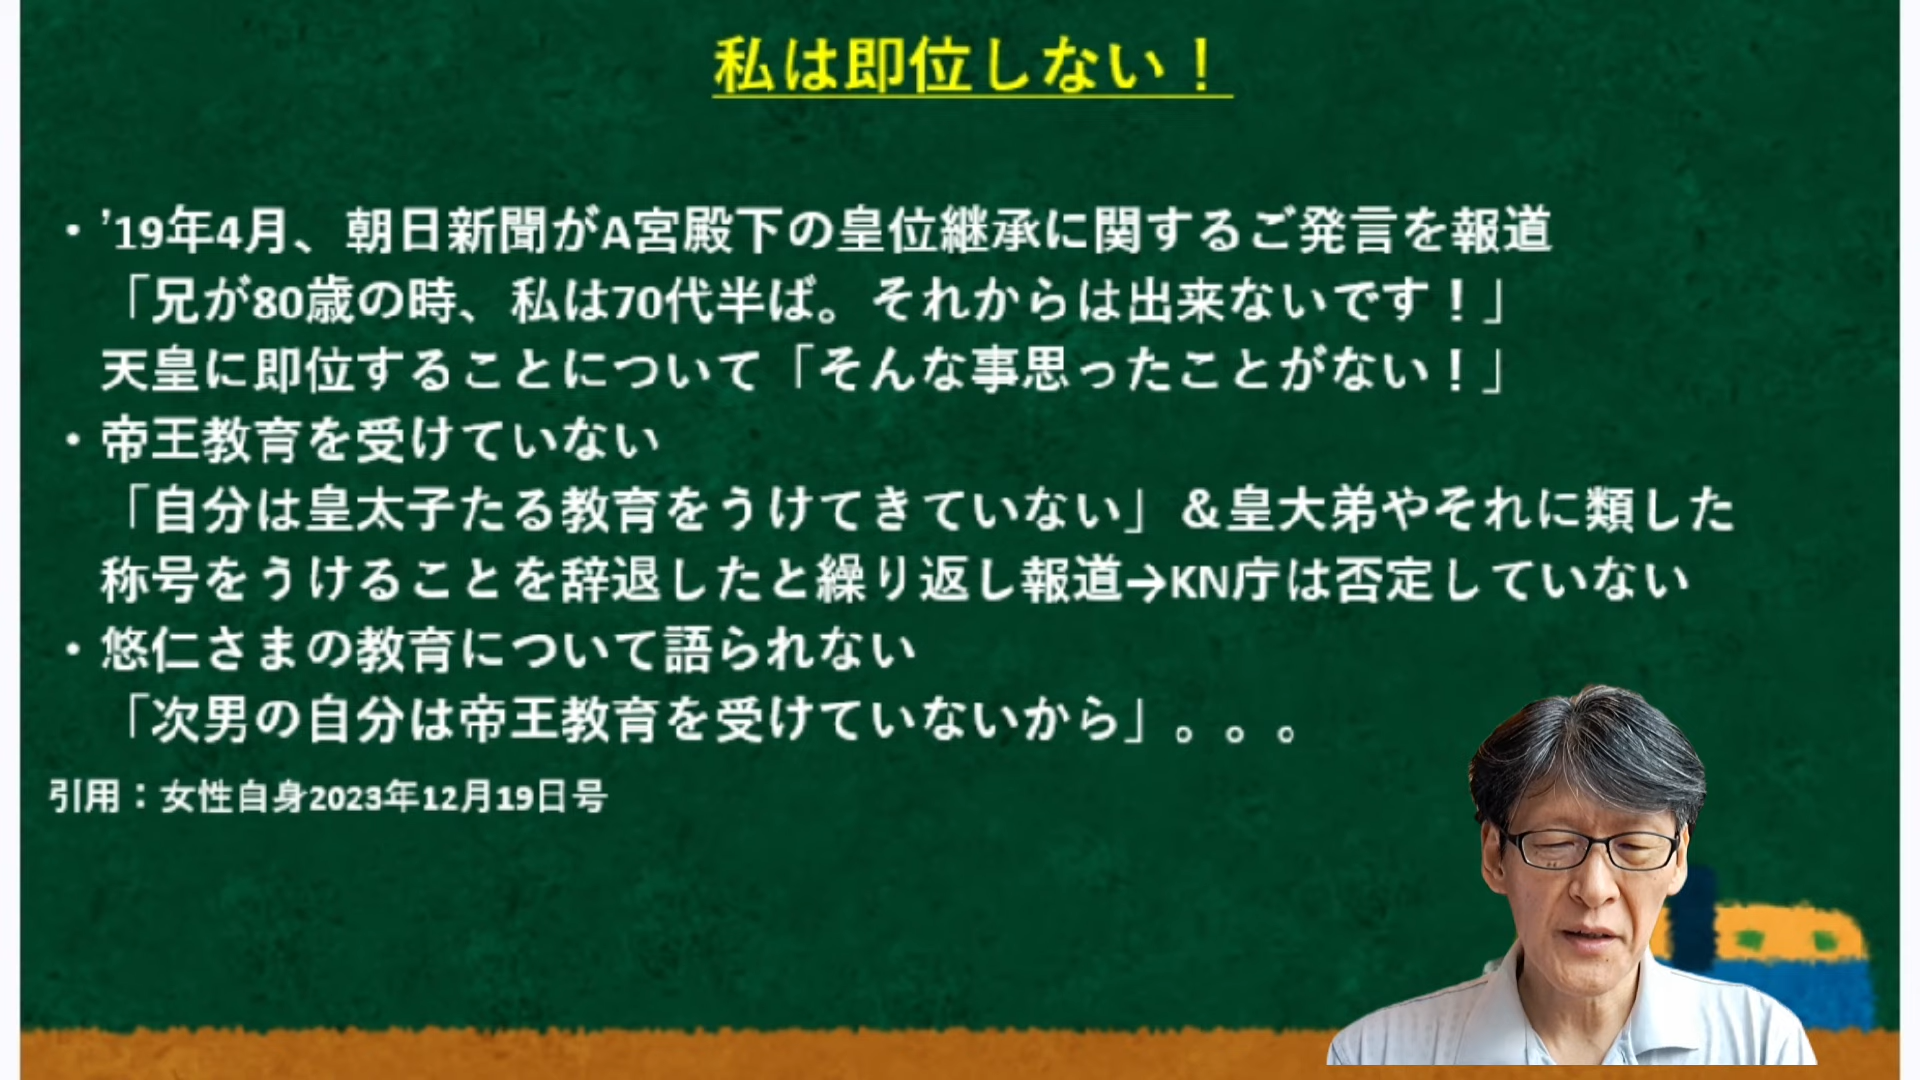 私は即位しない！
・’19年4月、朝日新聞がA宮殿下の皇位継承に関するご発言を報道
「兄が80歳の時、私は70代半ば。それからは出来ないです！」
天皇に即位することについて「そんな事思ったことがない！」
・帝王教育を受けていない
「自分は皇太子たる教育をうけてきていない」＆皇大弟やそれに類した
称号をうけることを辞退したと繰り返し報道→KN庁は否定していない
・悠仁さまの教育について語られない
「次男の自分は帝王教育を受けていないから」。。。
引用：女性自身2023年12月19日号